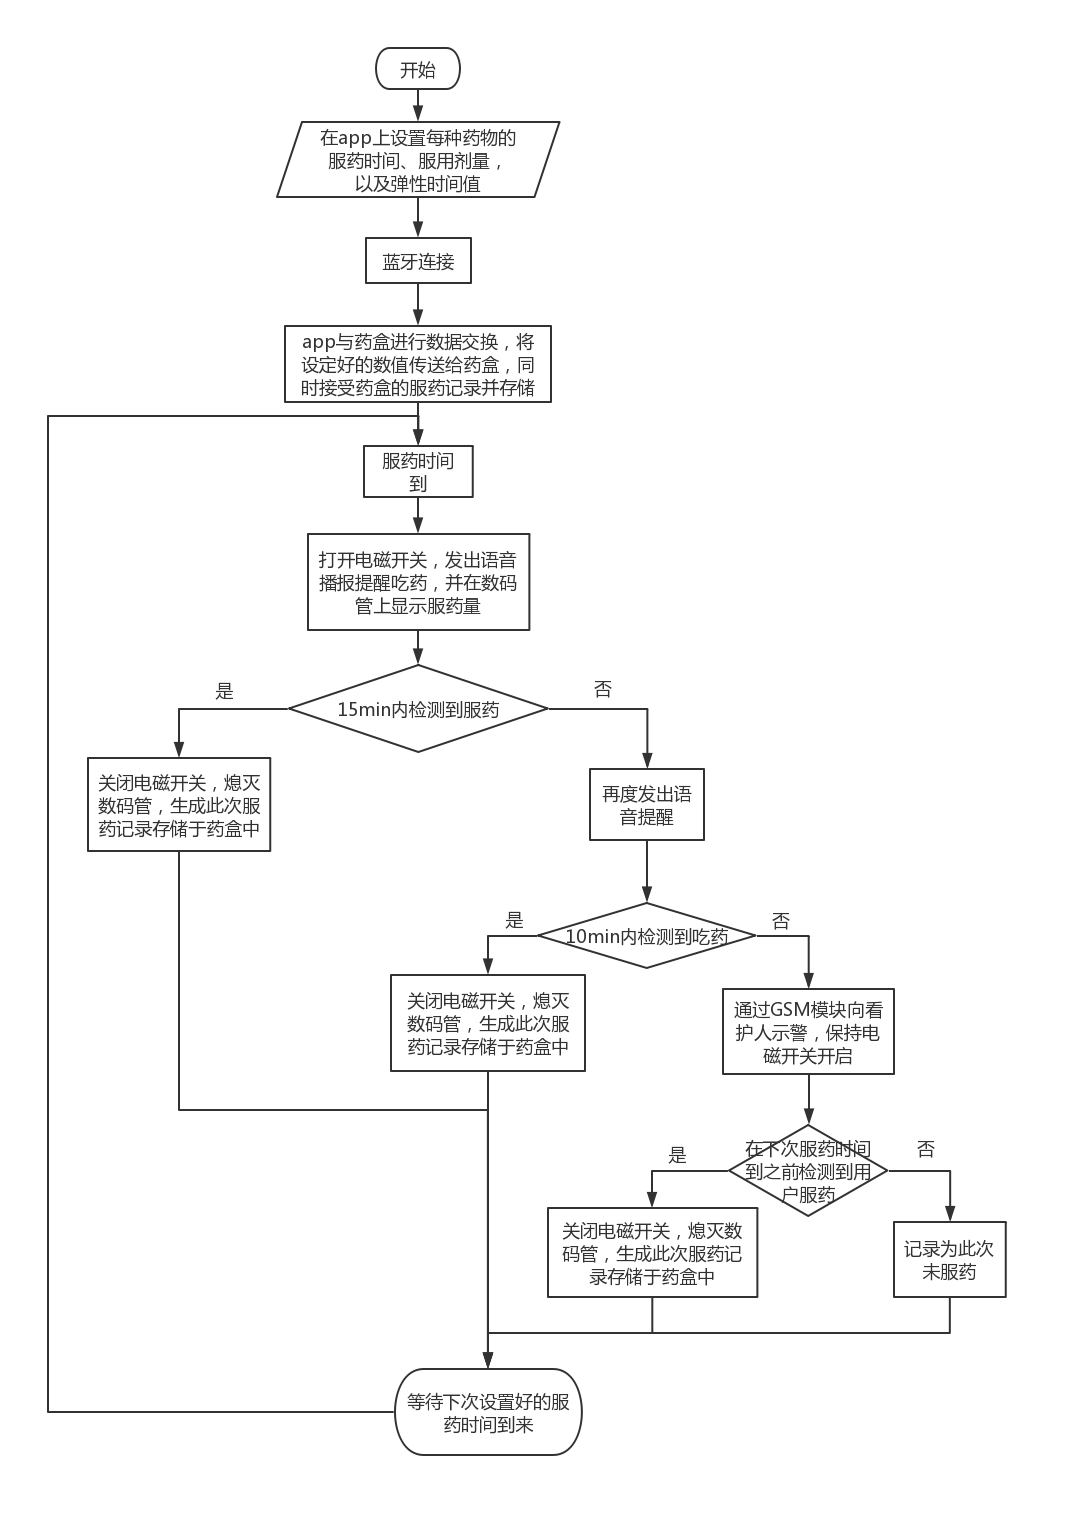 开始
在app上设置每种药物的
服药时间、服用剂量，
以及弹性时间值
蓝牙连接
app与药盒进行数据交换，将
设定好的数值传送给药盒，同
时接受药盒的服药记录并存储
服药时间
到
打开电磁开关，发出语音
播报提醒吃药，并在数码
管上显示服药量
是
否
15min内检测到服药
关闭电磁开关，熄灭
数码管，生成此次服
药记录存储于药盒中
再度发出语
音提醒
是
否
10min内检测到吃药
关闭电磁开关，熄灭
数码管，生成此次服
药记录存储于药盒中
通过GSM模块向看
护人示警，保持电
磁开关开启
是
否
在下次服药时间
到之前检测到用
户服药
关闭电磁开关，熄灭数
码管，生成此次服药记
录存储于药盒中
记录为此次
未服药
等待下次设置好的服
药时间到来